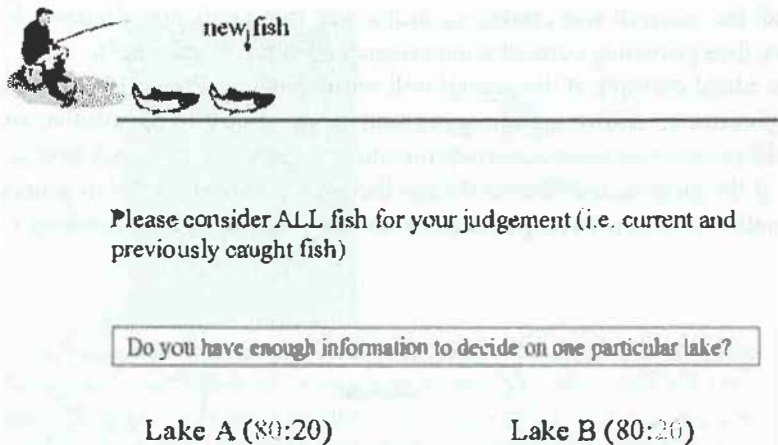 new fish
Please consider ALL fish for your judgement (i.e. current and
previously caught fish)
Do you have enough information to decide on one particular lake?
Lake A (80:20)
Lake B (80:20)